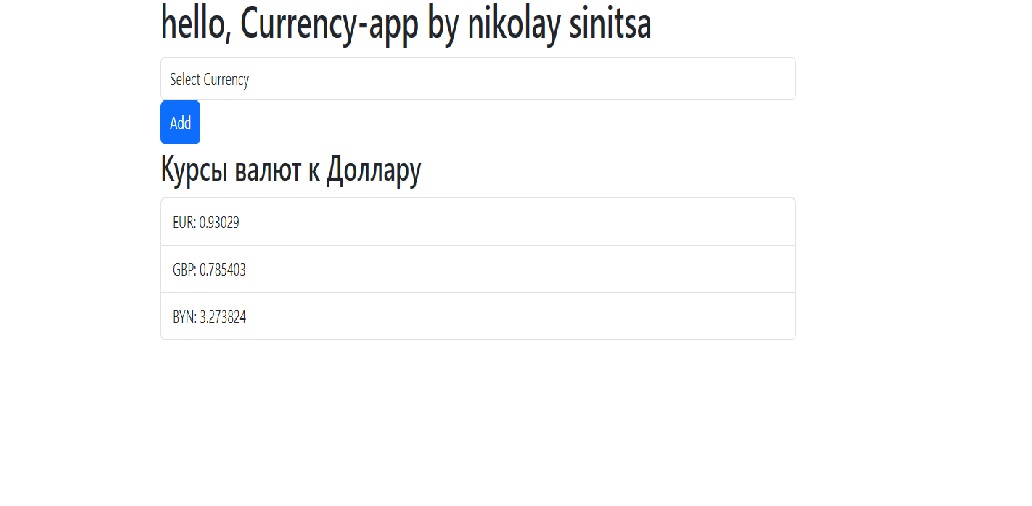 hello, Currency-app by nikolay sinitsa
Select Currency
Add
Курсы валют к Доллару
EUR: 0.93029
GBP: 0.785403
BYN: 3.273824